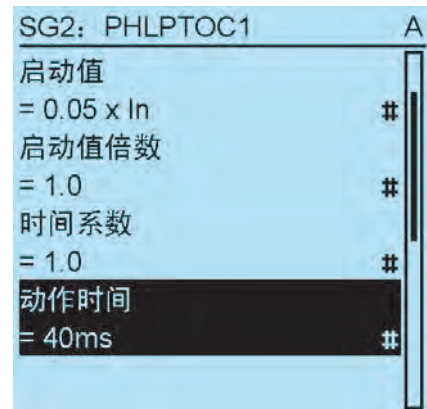 SG2：PHLPTOC1 A
启动值
= 0.05 x In #
启动值倍数
= 1.0 #
时间系数
= 1.0 #
动作时间
= 40ms #